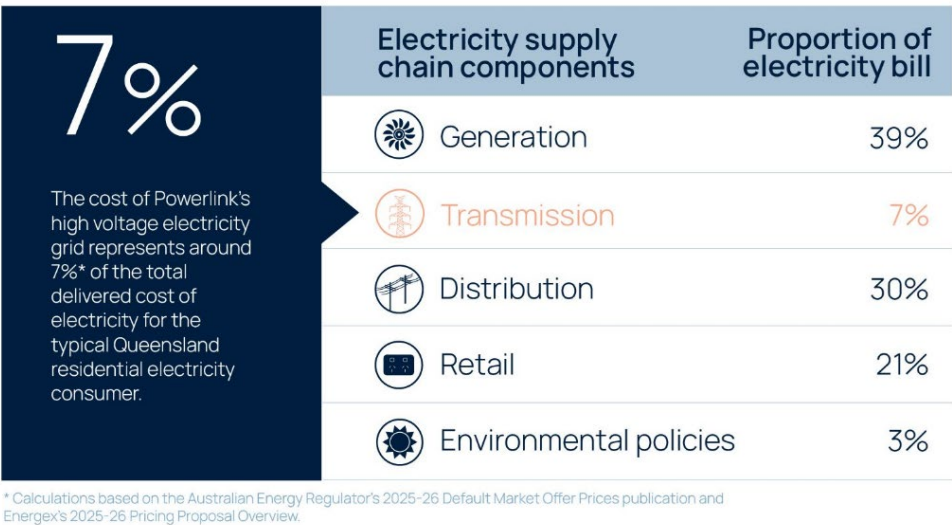 7%
The cost of Powerlink's
high voltage electricity
grid represents around
7%* of the total
delivered cost of
electricity for the
typical Queensland
residential electricity
consumer.
Electricity supply
chain components
Proportion of
electricity bill
Generation 39%
Transmission 7%
Distribution 30%
Retail 21%
Environmental policies 3%
* Calculations based on the Australian Energy Regulator's 2025-26 Default Market Offer Prices publication and
Energex's 2025-26 Pricing Proposal Overview.